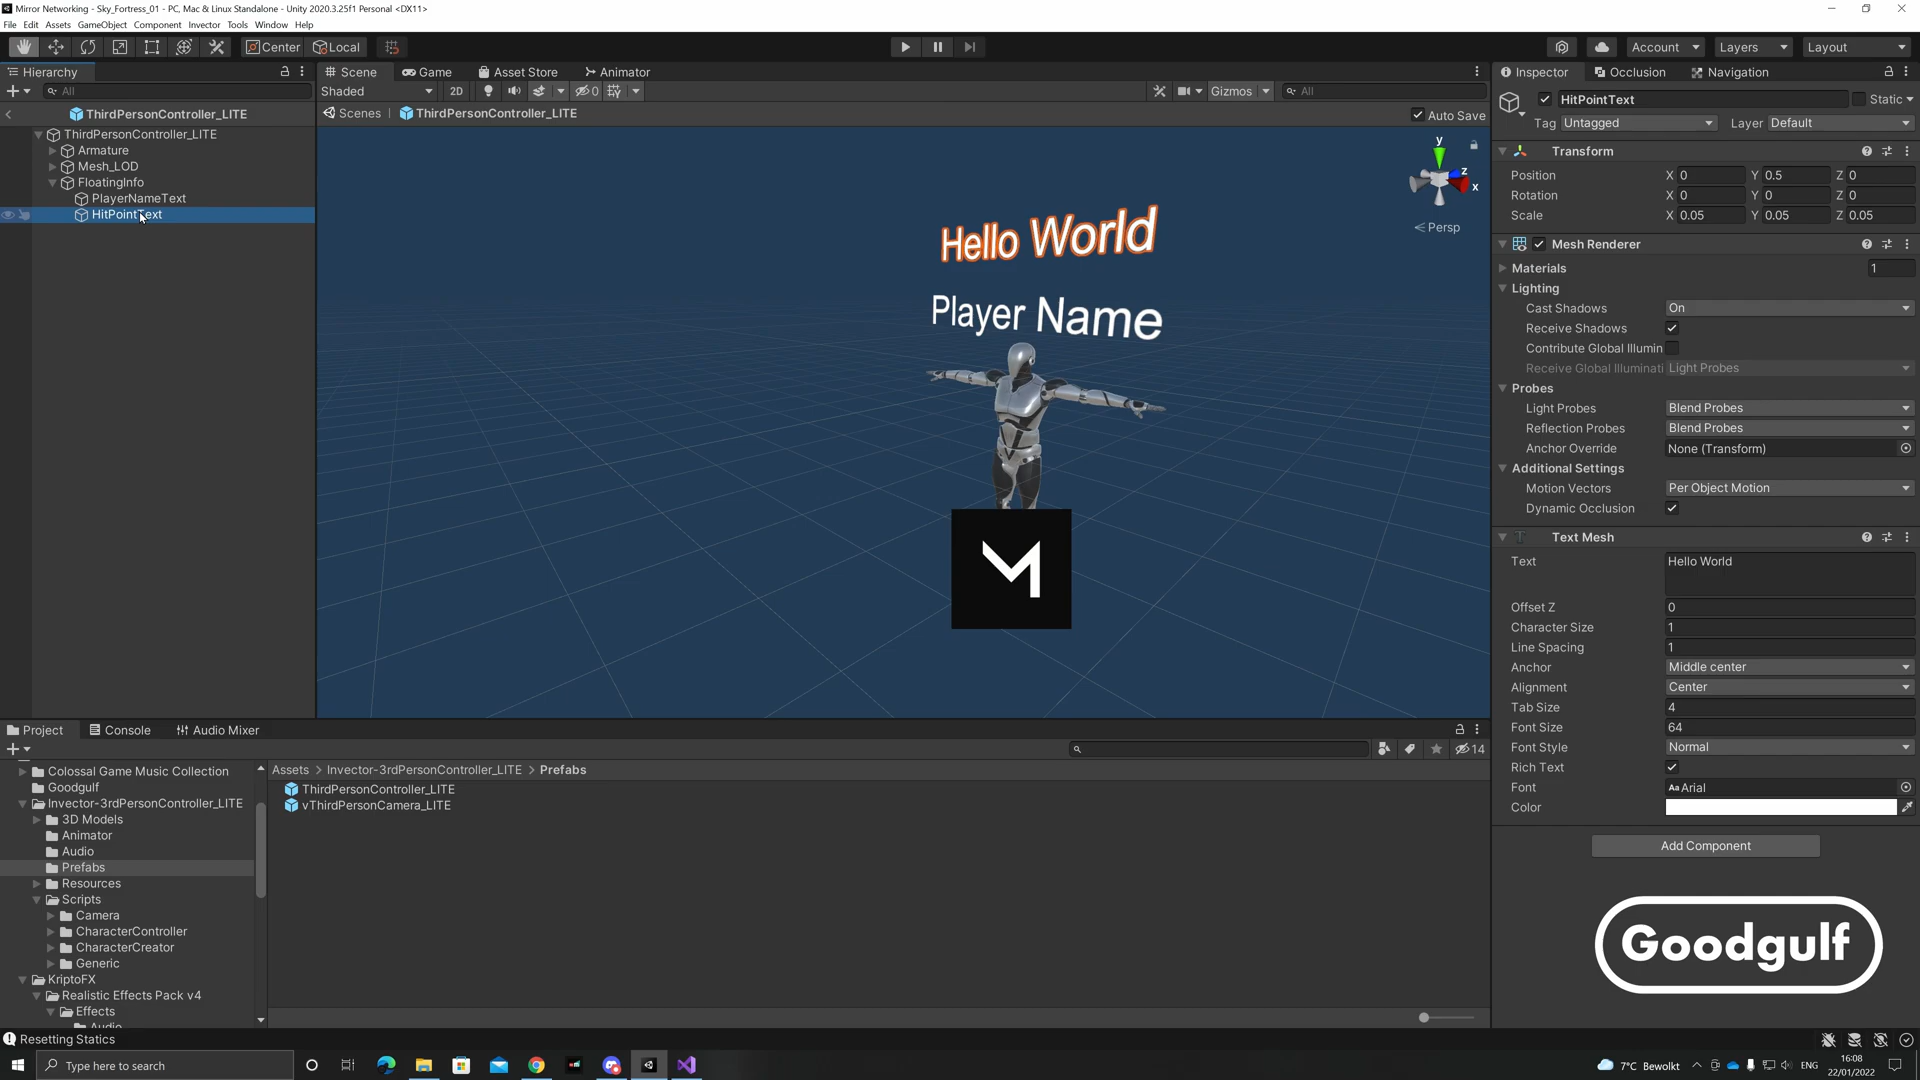 Mirror Networking - Sky_Fortress_01 - PC, Mac & Linux Standalone - Unity 2020.3.25f1 Personal <DX11>
File Edit Assets GameObject Component Invector Tools Window Help
Center Local Account Layers Layout
Hierarchy Scene Game Asset Store Animator Inspector Occlusion Navigation
All Shaded 2D 0 Gizmos All HitPointText Static
ThirdPersonController_LITE Scenes ThirdPersonController_LITE Auto Save
Tag Untagged Layer Default
ThirdPersonController_LITE
Armature
Mesh_LOD
FloatingInfo
PlayerNameText
HitPointText
y
z
x
Persp
Hello World
Player Name
Transform
Position X 0 Y 0.5 Z 0
Rotation X 0 Y 0 Z 0
Scale X 0.05 Y 0.05 Z 0.05
Mesh Renderer
Materials 1
Lighting
Cast Shadows On
Receive Shadows
Contribute Global Illumin
Receive Global Illuminati Light Probes
Probes
Light Probes Blend Probes
Reflection Probes Blend Probes
Anchor Override None (Transform)
Additional Settings
Motion Vectors Per Object Motion
Dynamic Occlusion
Text Mesh
Text Hello World
Offset Z 0
Character Size 1
Line Spacing 1
Anchor Middle center
Alignment Center
Tab Size 4
Font Size 64
Font Style Normal
Rich Text
Font Aa Arial
Color
Add Component
Goodgulf
Project Console Audio Mixer
14
Assets > Invector-3rdPersonController_LITE > Prefabs
ThirdPersonController_LITE
vThirdPersonCamera_LITE
Colossal Game Music Collection
Goodgulf
Invector-3rdPersonController_LITE
3D Models
Animator
Audio
Prefabs
Resources
Scripts
Camera
CharacterController
CharacterCreator
Generic
KriptoFX
Realistic Effects Pack v4
Effects
Audio
Resetting Statics
Type here to search
7°C Bewolkt ENG 16:08
22/01/2022